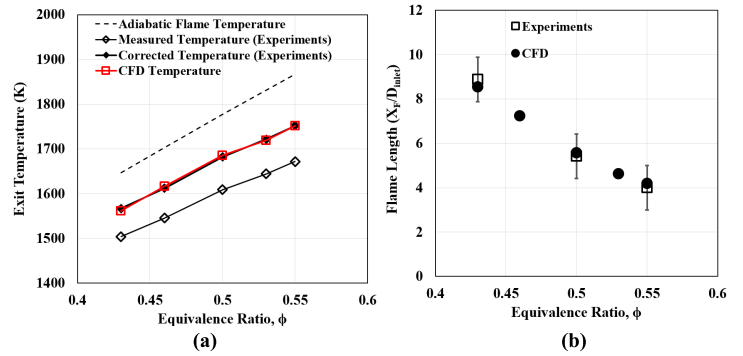 Adiabatic Flame Temperature
Measured Temperature (Experiments)
Corrected Temperature (Experiments)
CFD Temperature
2000
1900
1800
1700
1600
1500
1400
0.4
0.45
0.5
0.55
0.6
Exit Temperature (K)
Equivalence Ratio, ϕ
(a)
Experiments
CFD
12
10
8
6
4
2
0
0.4
0.45
0.5
0.55
0.6
Flame Length (X_F/D_inlet)
Equivalence Ratio, ϕ
(b)